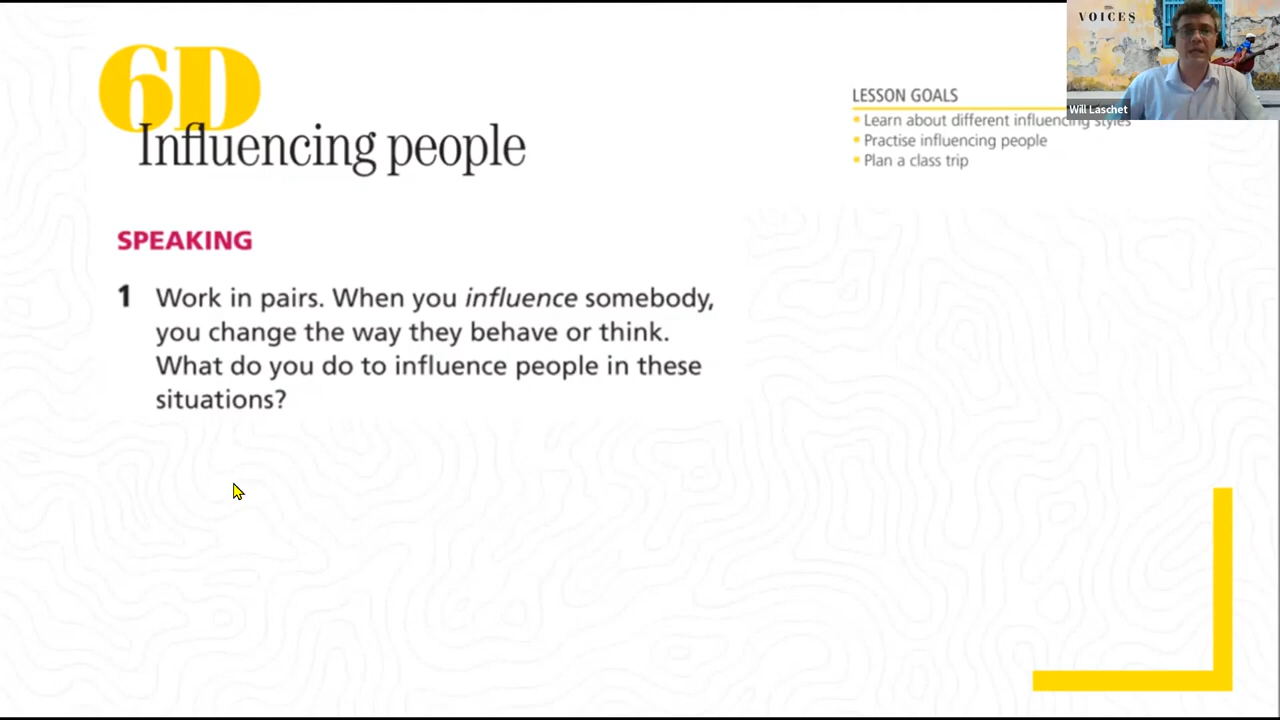 6D
Influencing people
LESSON GOALS
• Learn about different influencing styles
• Practise influencing people
• Plan a class trip
VOICES
Will Laschet
SPEAKING
1 Work in pairs. When you influence somebody,
you change the way they behave or think.
What do you do to influence people in these
situations?